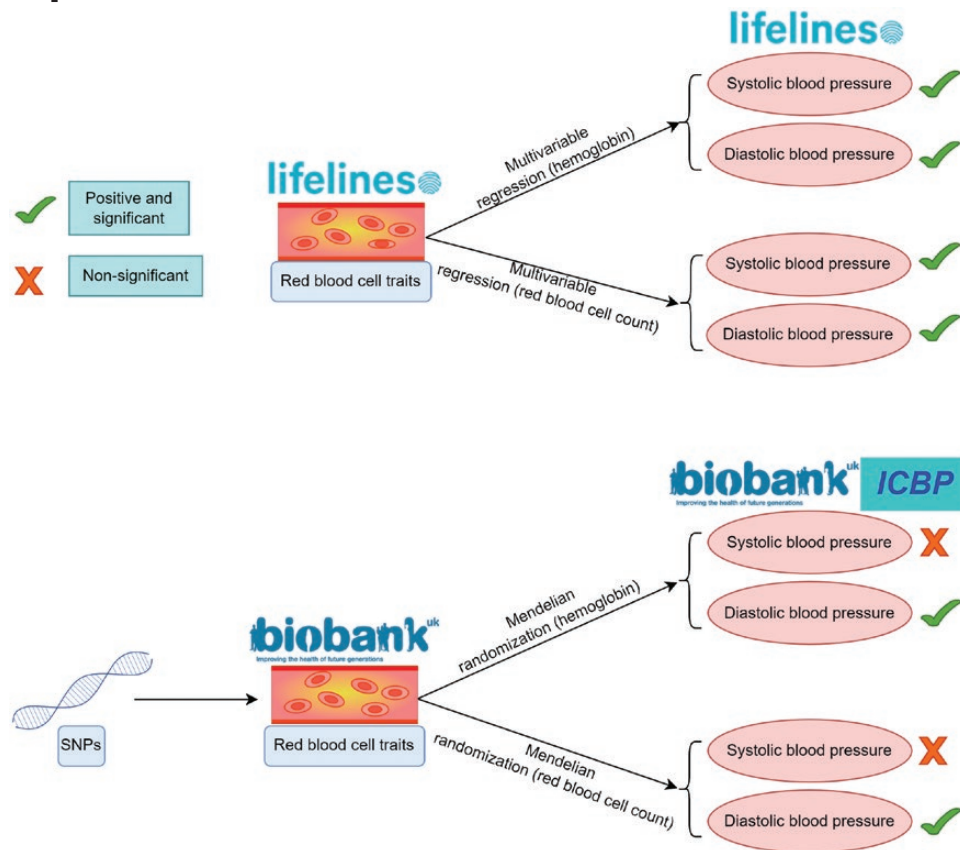 lifelines
Systolic blood pressure
Diastolic blood pressure
Multivariable
regression (hemoglobin)
lifelines
Positive and
significant
Non-significant
Red blood cell traits
Multivariable
regression (red blood cell count)
Systolic blood pressure
Diastolic blood pressure
biobank uk
Improving the health of future generations
ICBP
Systolic blood pressure
Diastolic blood pressure
Mendelian
randomization (hemoglobin)
biobank uk
Improving the health of future generations
SNPs
Red blood cell traits
Mendelian
randomization (red blood cell count)
Systolic blood pressure
Diastolic blood pressure